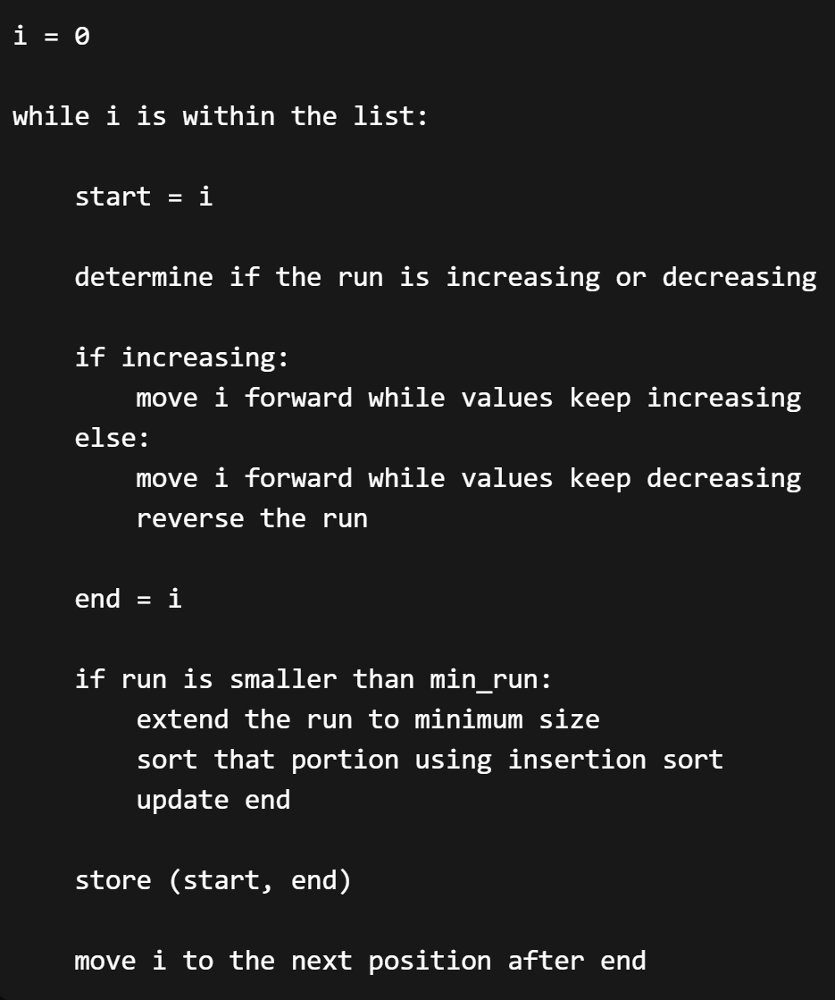 i = 0
while i is within the list:
start = i
determine if the run is increasing or decreasing
if increasing:
move i forward while values keep increasing
else:
move i forward while values keep decreasing
reverse the run
end = i
if run is smaller than min_run:
extend the run to minimum size
sort that portion using insertion sort
update end
store (start, end)
move i to the next position after end